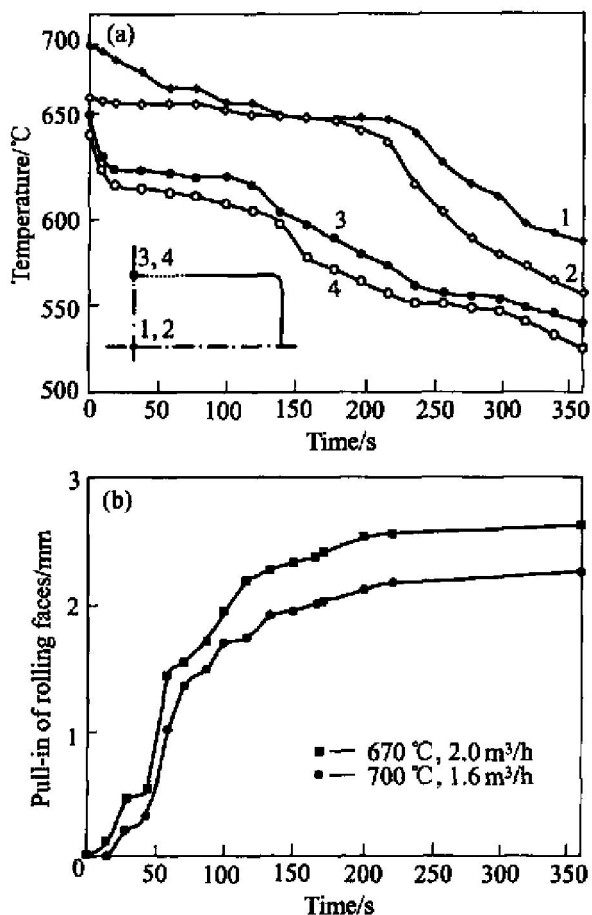 (a)
700
650
600
550
500
Temperature/℃
1
2
3
4
3, 4
1, 2
0 50 100 150 200 250 300 350
Time/s
(b)
3
2
1
0
Pull-in of rolling faces/mm
670 ℃, 2.0 m³/h
700 ℃, 1.6 m³/h
50 100 150 200 250 300 350
Time/s